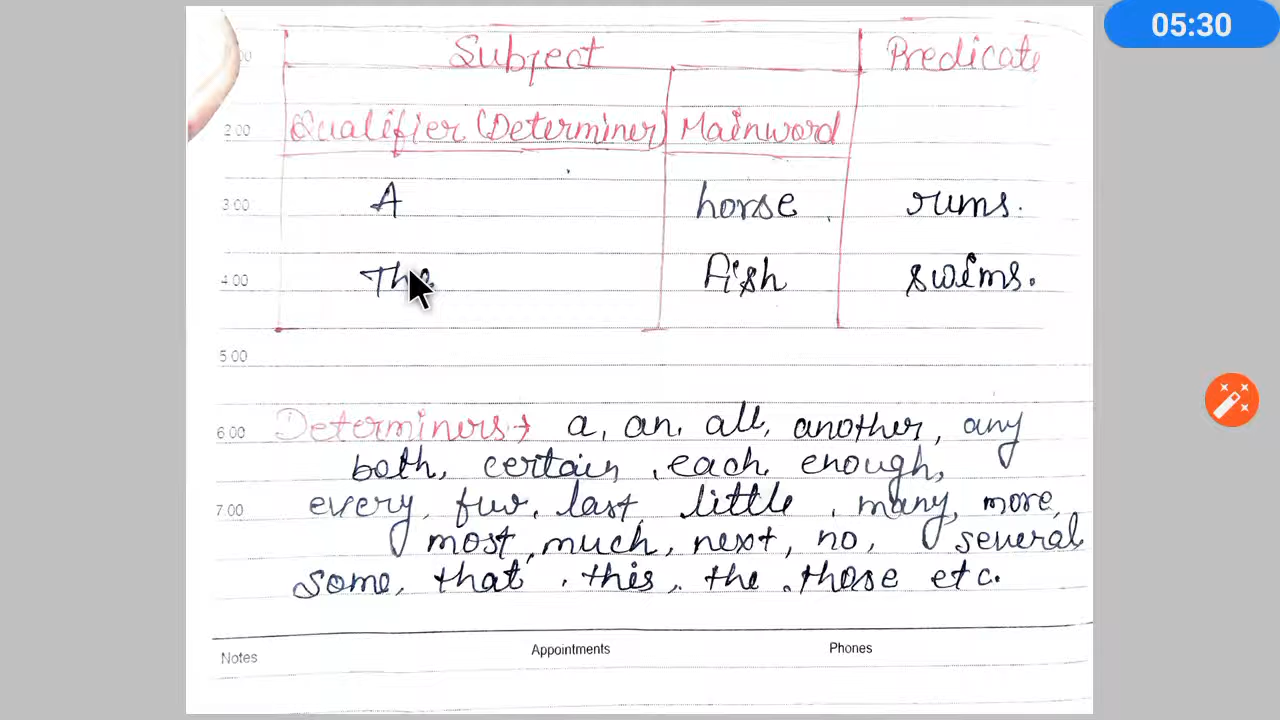 05:30
Subject Predicate
2:00 Qualifier (Determiner) Mainword
3:00 A horse runs.
4:00 The fish swims.
5:00
6:00 Determiners → a, an, all, another, any
both, certain, each, enough,
7:00 every, few, last, little, many, more,
most, much, next, no, several
some, that, this, the, those etc.
Notes Appointments Phones